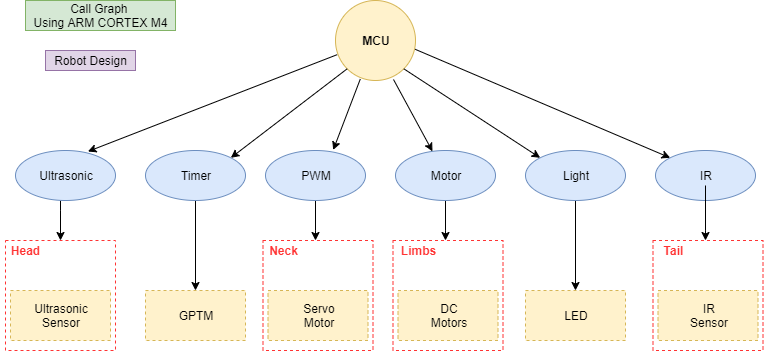 Call Graph
Using ARM CORTEX M4
Robot Design
MCU
Ultrasonic
Timer
PWM
Motor
Light
IR
Head
Neck
Limbs
Tail
Ultrasonic
Sensor
GPTM
Servo
Motor
DC
Motors
LED
IR
Sensor